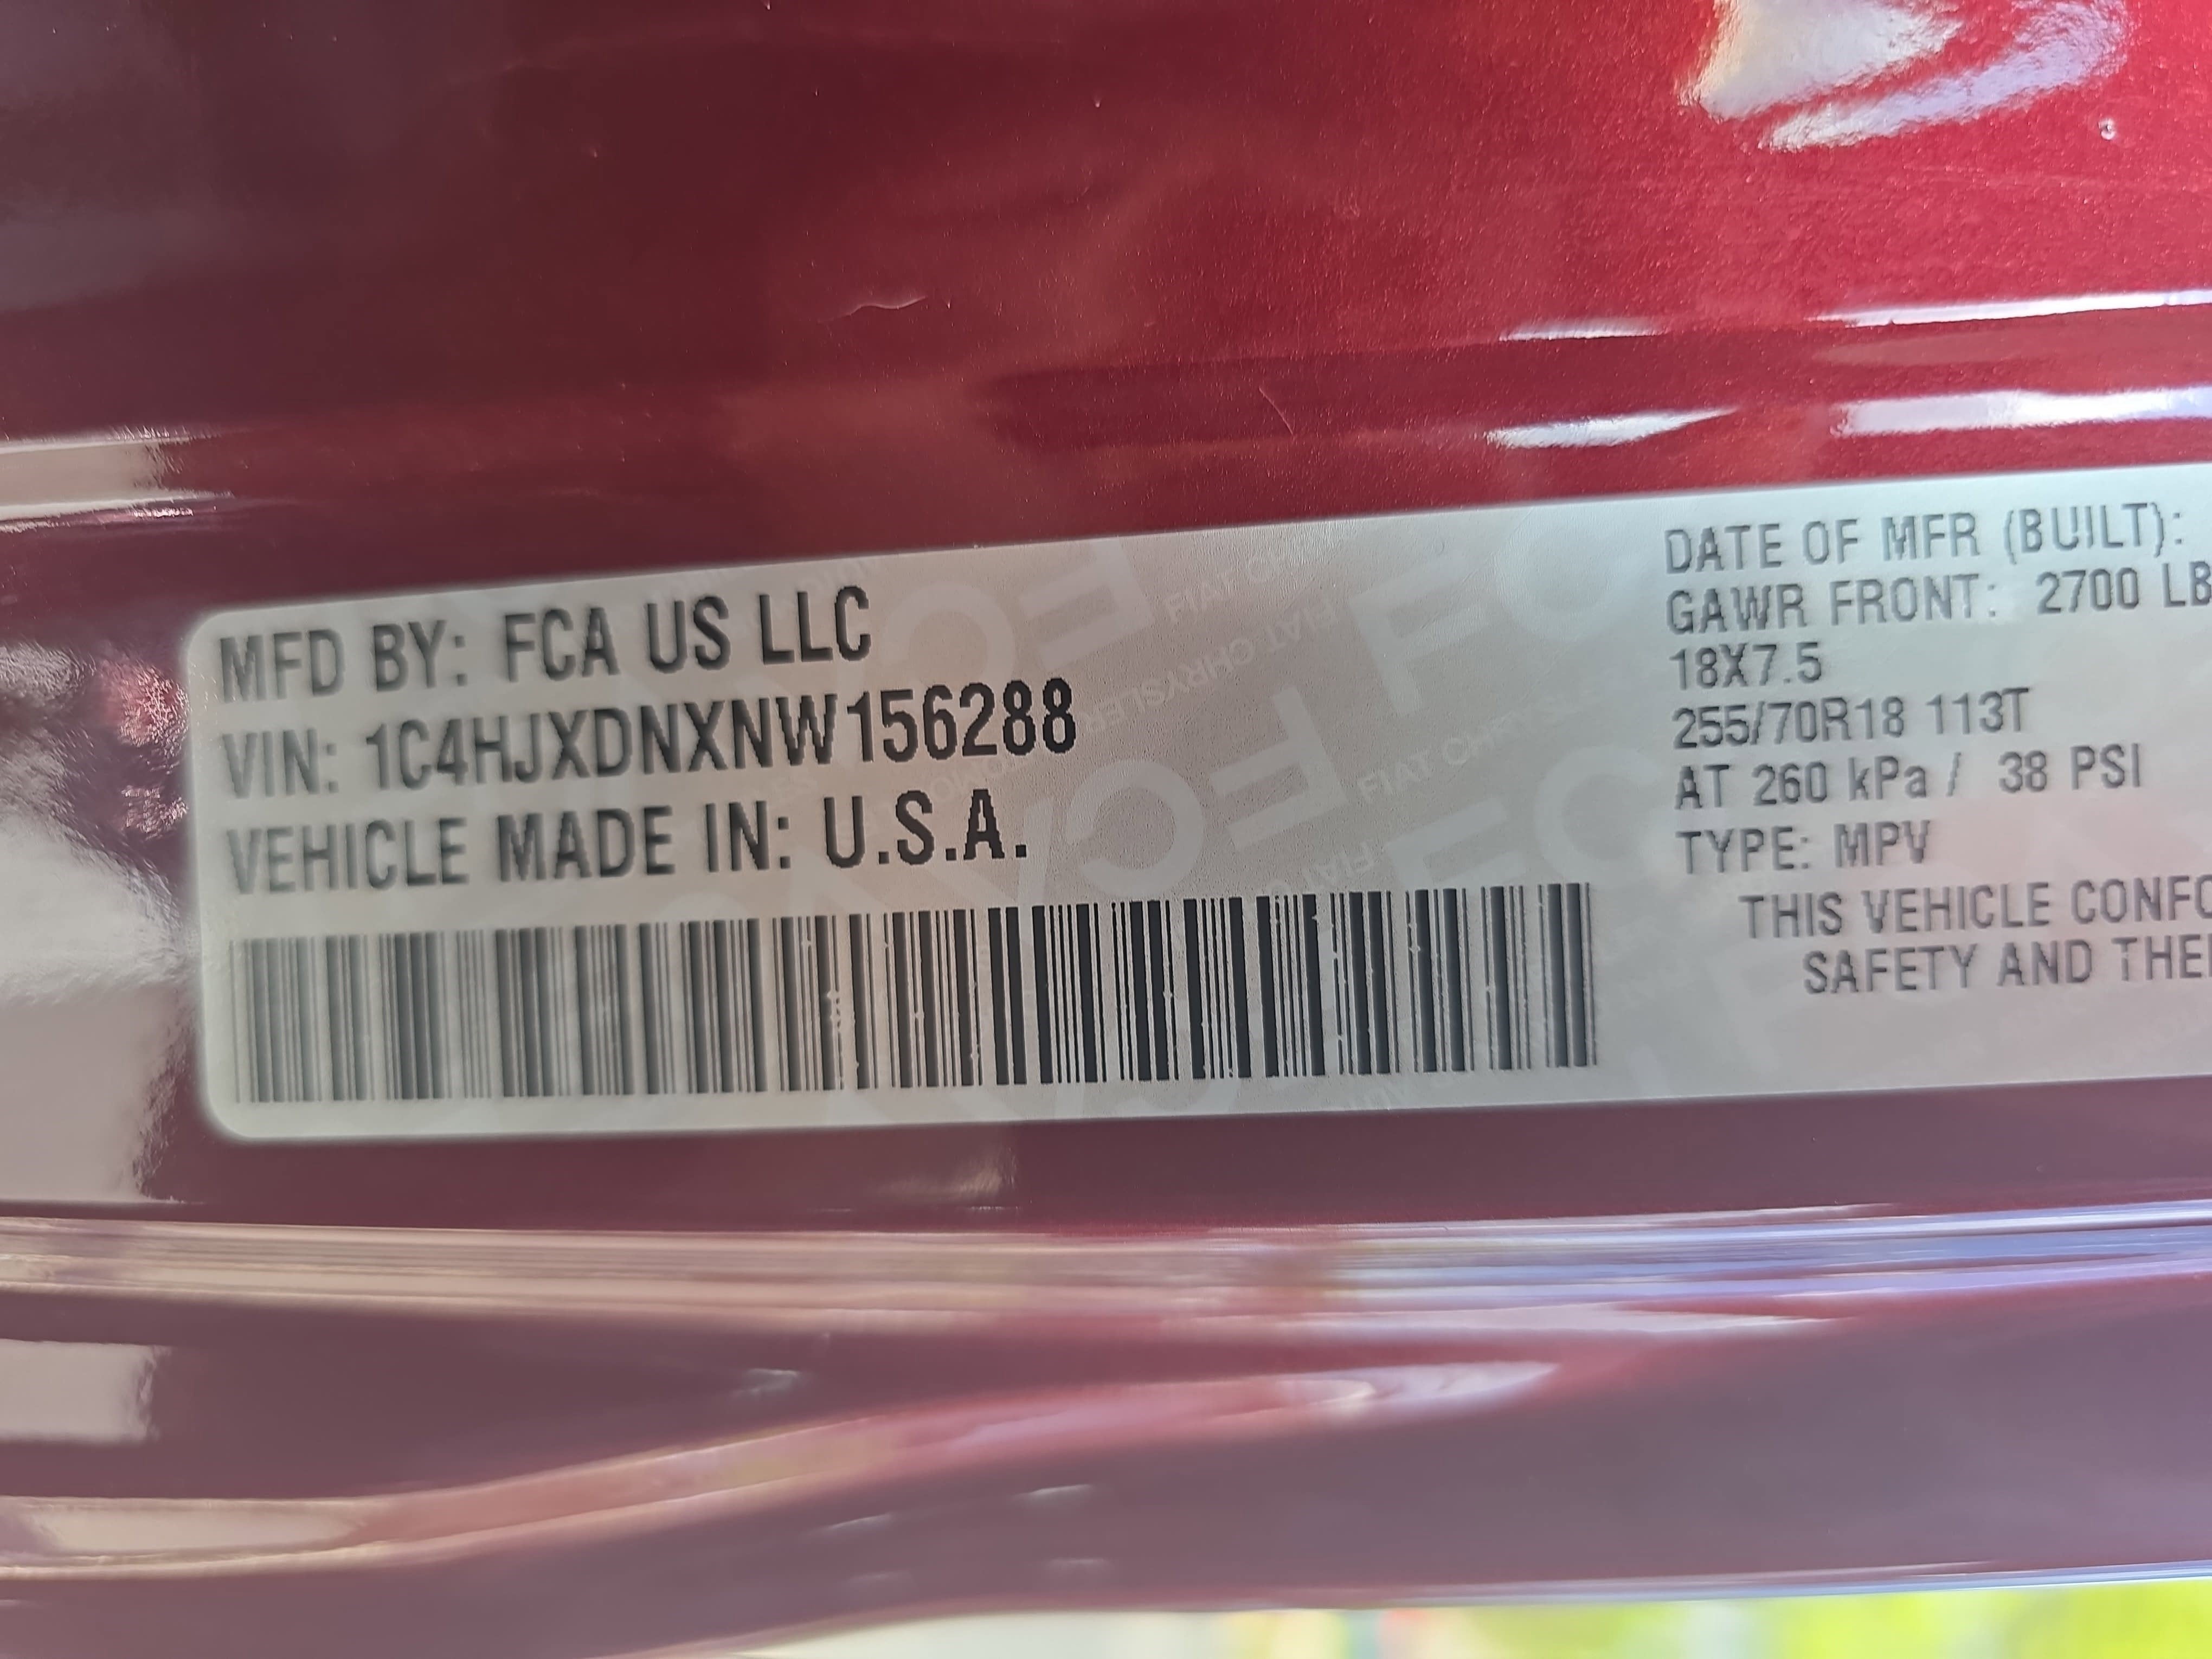 MFD BY: FCA US LLC
VIN: 1C4HJXDNXNW156288
VEHICLE MADE IN: U.S.A.
DATE OF MFR (BUILT):
GAWR FRONT: 2700 LB
18X7.5
255/70R18 113T
AT 260 kPa / 38 PSI
TYPE: MPV
THIS VEHICLE CONFO
SAFETY AND THE